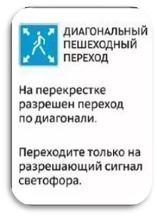 ДИАГОНАЛЬНЫЙ
ПЕШЕХОДНЫЙ
ПЕРЕХОД
На перекрестке
разрешен переход
по диагонали.
Переходите только на
разрешающий сигнал
светофора.